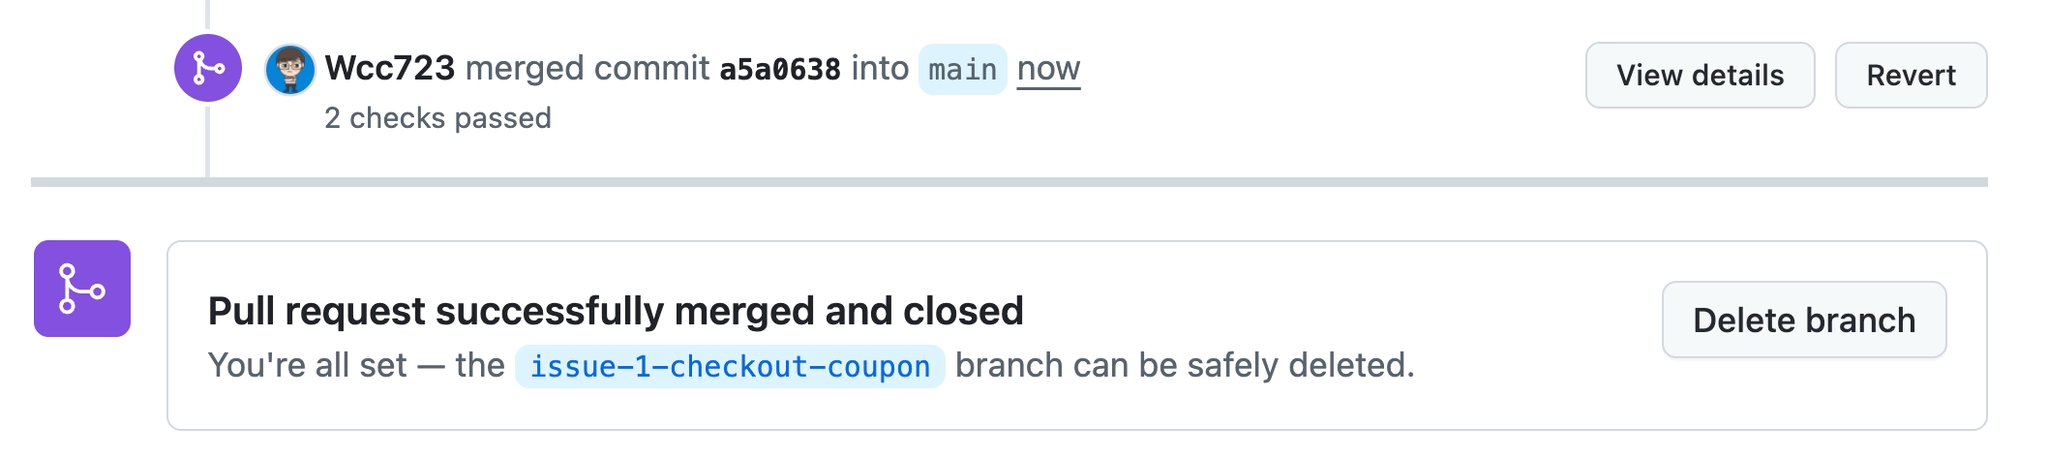 Wcc723 merged commit a5a0638 into main now
View details
Revert
2 checks passed
Pull request successfully merged and closed
Delete branch
You're all set — the issue-1-checkout-coupon branch can be safely deleted.